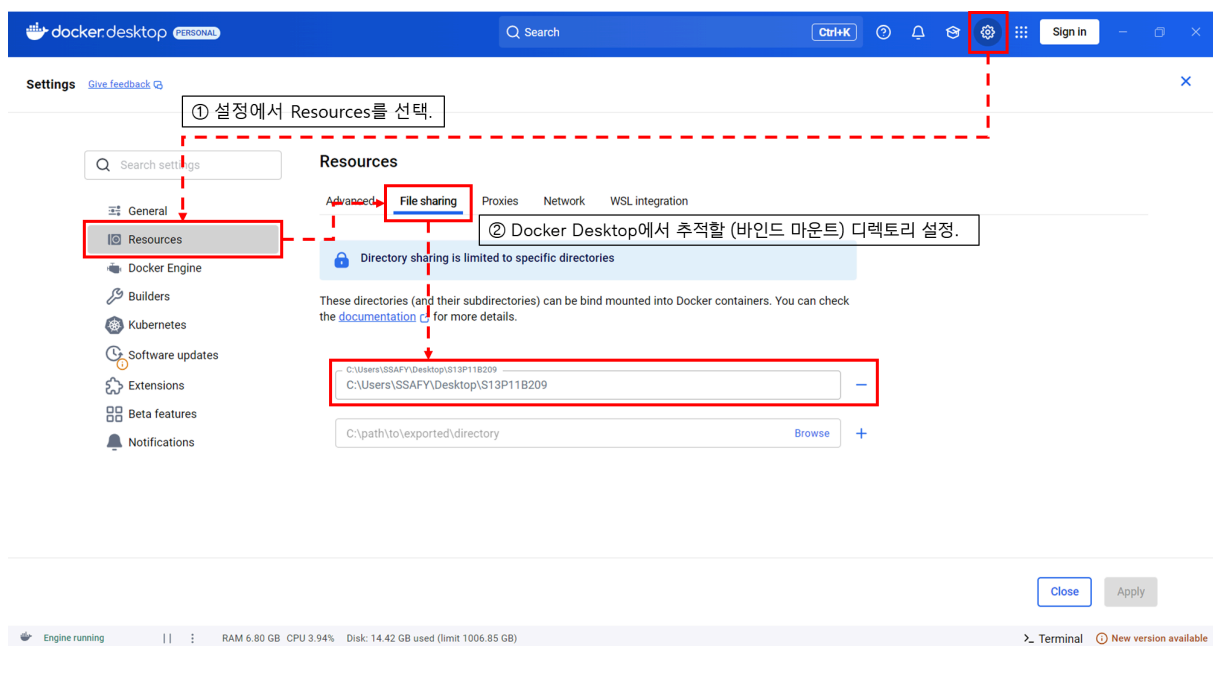 docker.desktop PERSONAL
Search
Ctrl+K
Sign in
Settings
Give feedback
① 설정에서 Resources를 선택.
Search settings
General
Resources
Docker Engine
Builders
Kubernetes
Software updates
Extensions
Beta features
Notifications
Resources
Advanced File sharing Proxies Network WSL integration
② Docker Desktop에서 추적할 (바인드 마운트) 디렉토리 설정.
Directory sharing is limited to specific directories
These directories (and their subdirectories) can be bind mounted into Docker containers. You can check
the documentation for more details.
C:\Users\SSAFY\Desktop\S13P11B209
C:\Users\SSAFY\Desktop\S13P11B209
C:\path\to\exported\directory
Browse
Close
Apply
Engine running
RAM 6.80 GB CPU 3.94% Disk: 14.42 GB used (limit 1006.85 GB)
>_ Terminal
New version available